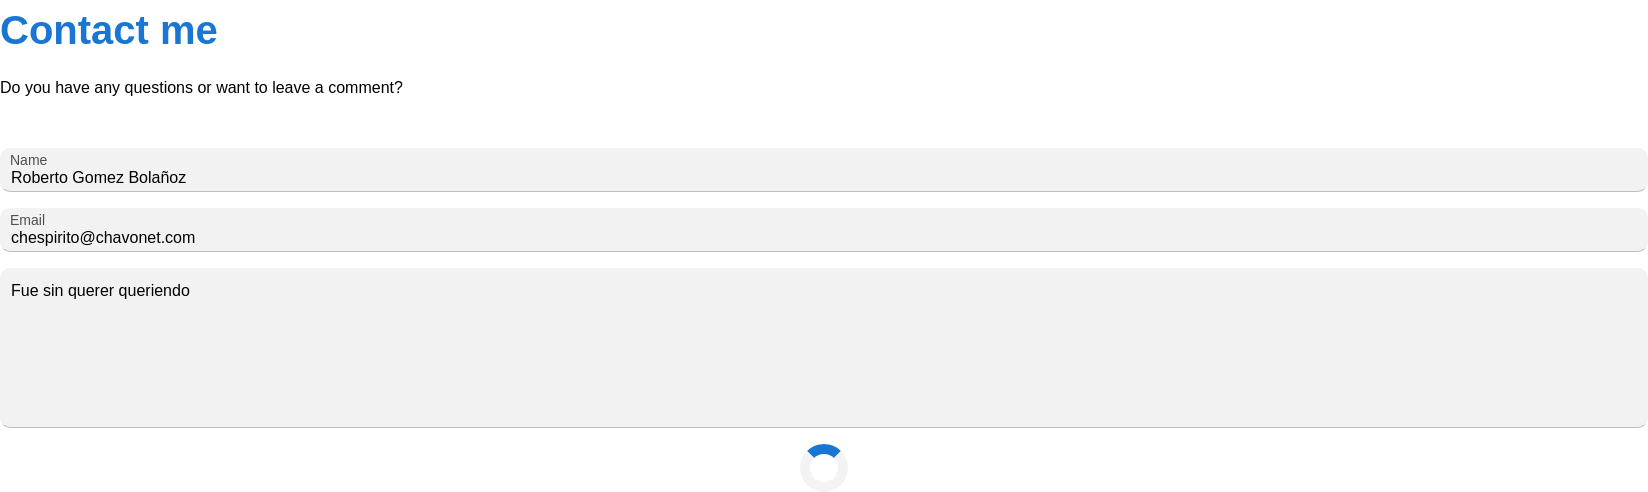 Contact me
Do you have any questions or want to leave a comment?
Name
Roberto Gomez Bolañoz
Email
chespirito@chavonet.com
Fue sin querer queriendo